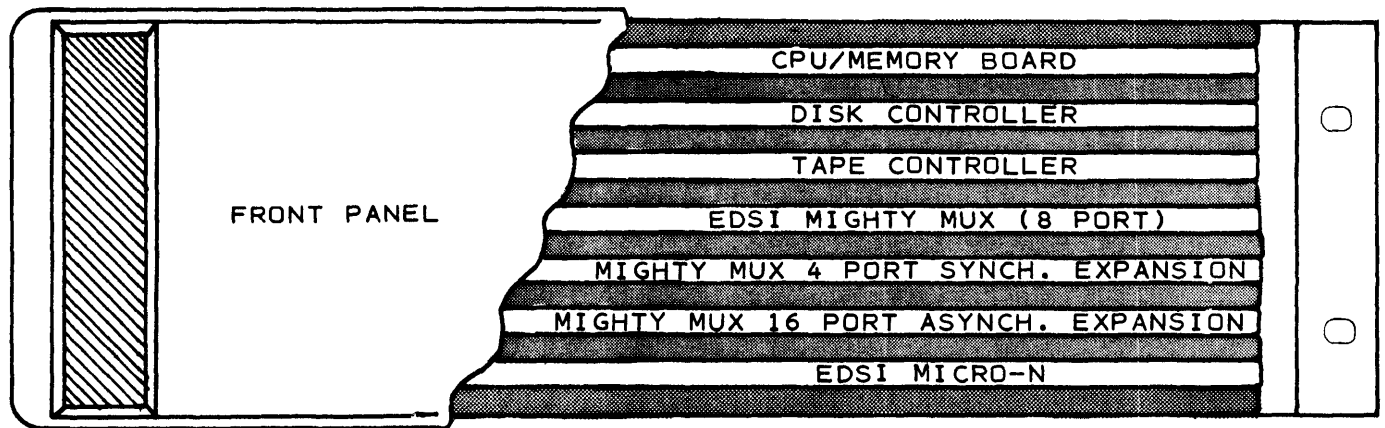 CPU/MEMORY BOARD
DISK CONTROLLER
TAPE CONTROLLER
FRONT PANEL
EDSI MIGHTY MUX (8 PORT)
MIGHTY MUX 4 PORT SYNCH. EXPANSION
MIGHTY MUX 16 PORT ASYNCH. EXPANSION
EDSI MICRO-N